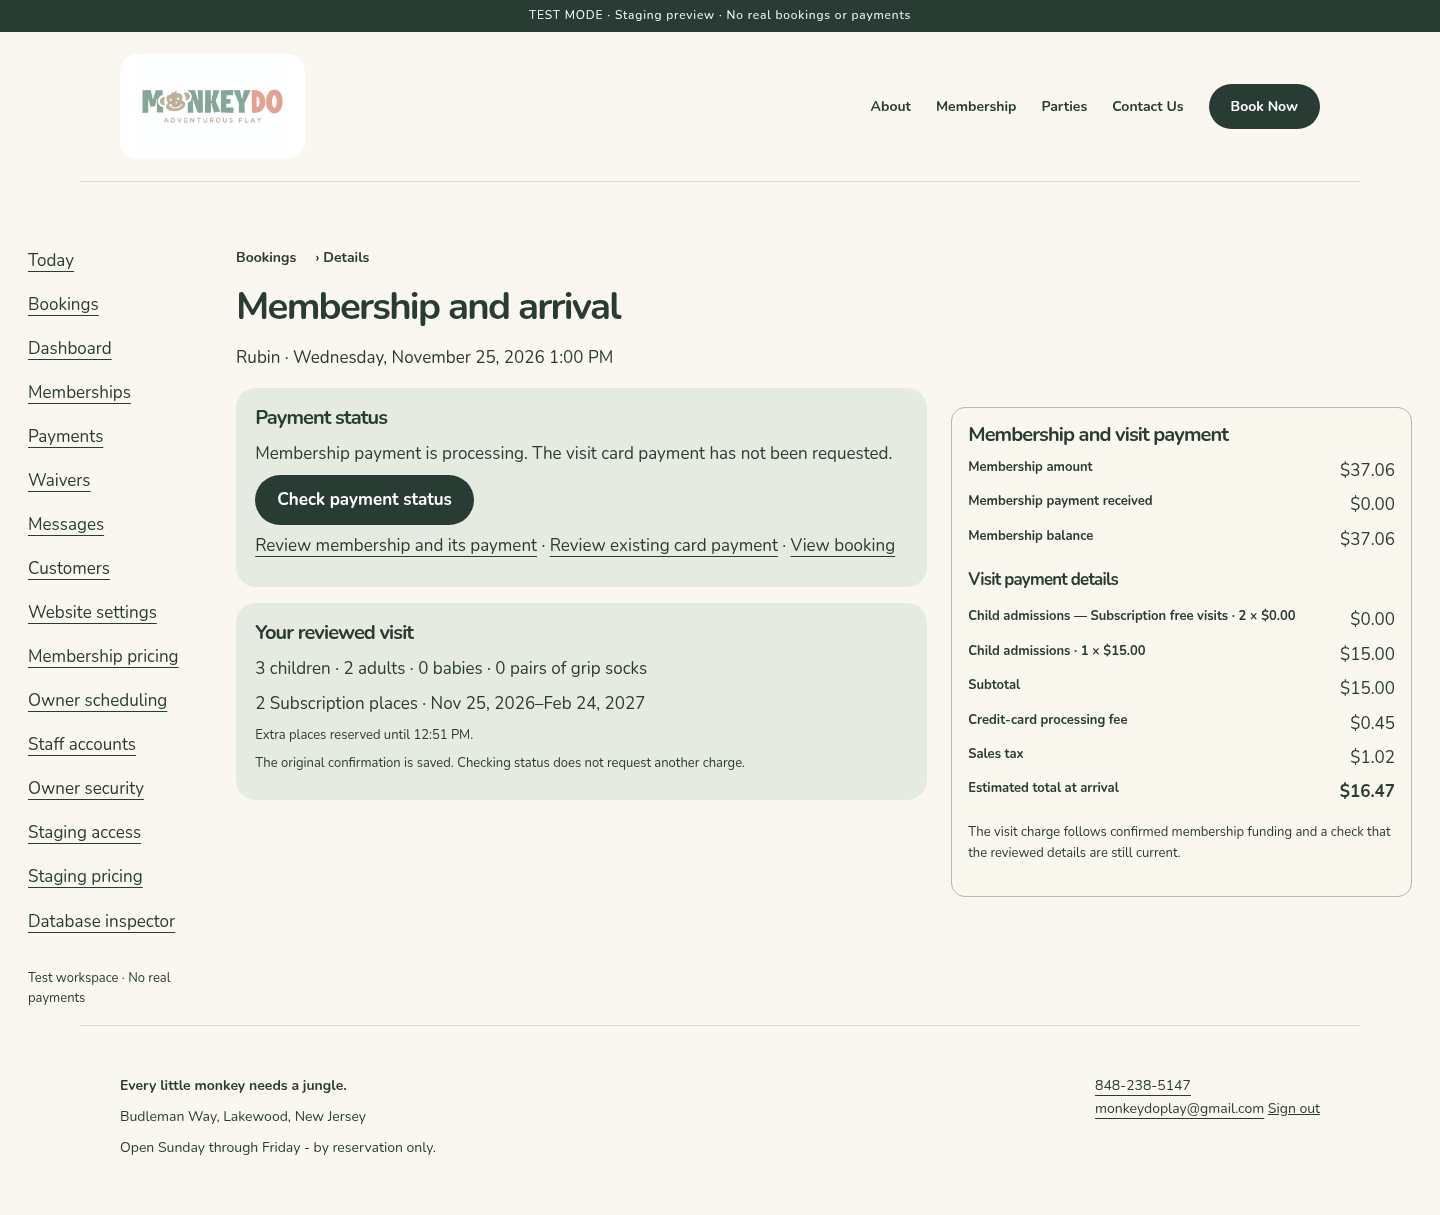 TEST MODE · Staging preview · No real bookings or payments
MONKEYDO
ADVENTUROUS PLAY
About
Membership
Parties
Contact Us
Book Now
Today
Bookings
Dashboard
Memberships
Payments
Waivers
Messages
Customers
Website settings
Membership pricing
Owner scheduling
Staff accounts
Owner security
Staging access
Staging pricing
Database inspector
Test workspace · No real
payments
Bookings › Details
Membership and arrival
Rubin · Wednesday, November 25, 2026 1:00 PM
Payment status
Membership payment is processing. The visit card payment has not been requested.
Check payment status
Review membership and its payment · Review existing card payment · View booking
Your reviewed visit
3 children · 2 adults · 0 babies · 0 pairs of grip socks
2 Subscription places · Nov 25, 2026–Feb 24, 2027
Extra places reserved until 12:51 PM.
The original confirmation is saved. Checking status does not request another charge.
Membership and visit payment
Membership amount $37.06
Membership payment received $0.00
Membership balance $37.06
Visit payment details
Child admissions — Subscription free visits · 2 × $0.00 $0.00
Child admissions · 1 × $15.00 $15.00
Subtotal $15.00
Credit-card processing fee $0.45
Sales tax $1.02
Estimated total at arrival $16.47
The visit charge follows confirmed membership funding and a check that
the reviewed details are still current.
Every little monkey needs a jungle.
Budleman Way, Lakewood, New Jersey
Open Sunday through Friday - by reservation only.
848-238-5147
monkeydoplay@gmail.com Sign out